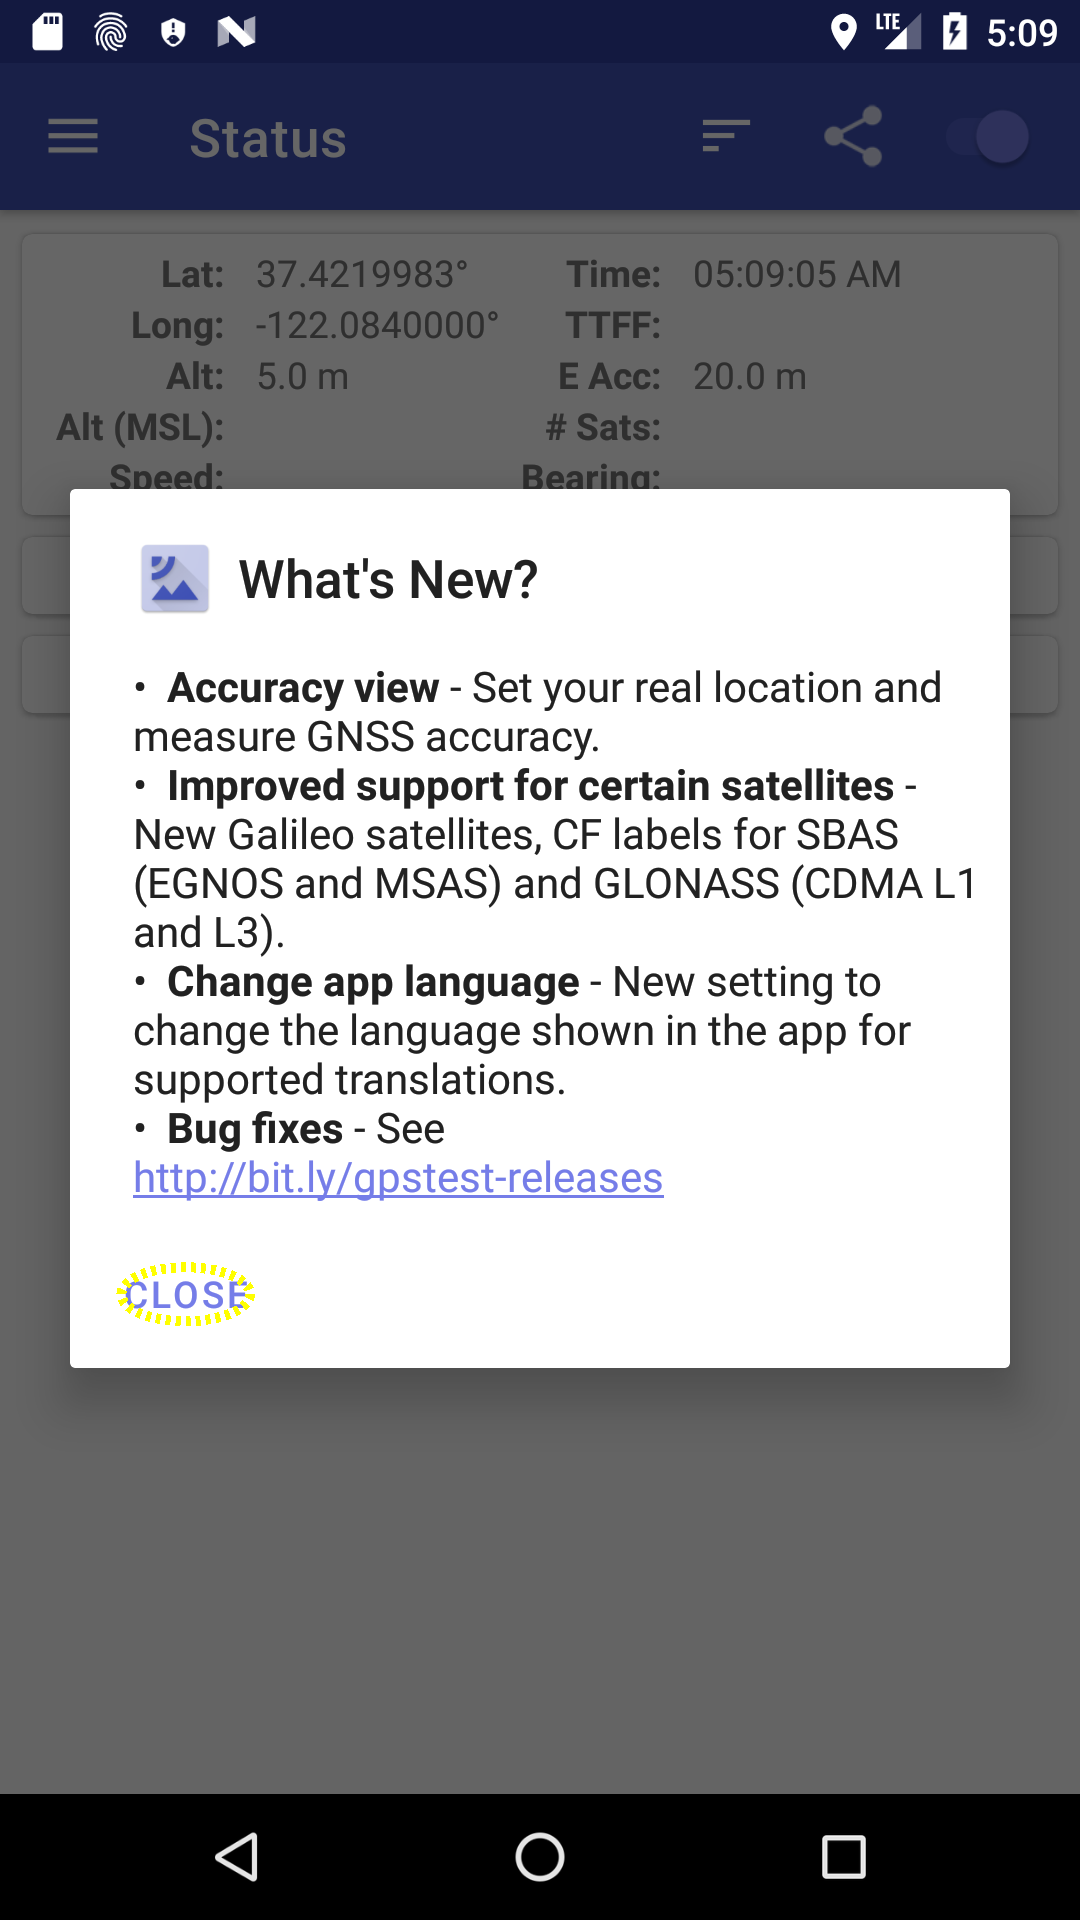 LTE 5:09
Status
Lat: 37.4219983° Time: 05:09:05 AM
Long: -122.0840000° TTFF:
Alt: 5.0 m E Acc: 20.0 m
Alt (MSL): # Sats:
Speed: Bearing:
What's New?
• Accuracy view - Set your real location and
measure GNSS accuracy.
• Improved support for certain satellites -
New Galileo satellites, CF labels for SBAS
(EGNOS and MSAS) and GLONASS (CDMA L1
and L3).
• Change app language - New setting to
change the language shown in the app for
supported translations.
• Bug fixes - See
http://bit.ly/gpstest-releases
CLOSE